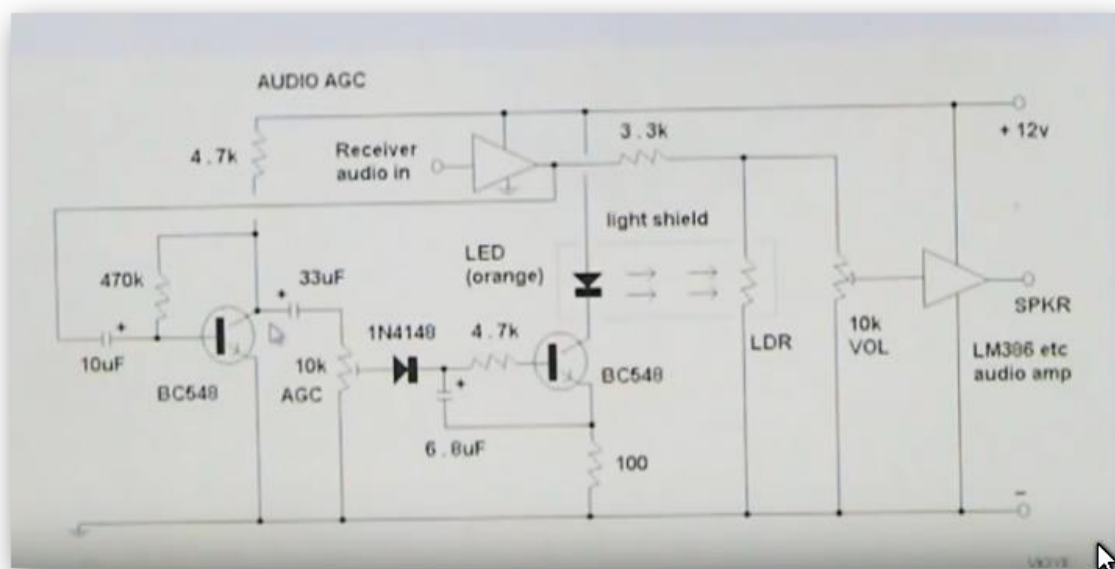 AUDIO AGC
4.7k
Receiver
audio in
3.3k
+ 12v
light shield
LED
(orange)
470k
+
33uF
+
10uF
BC548
10k
AGC
1N4148
4.7k
+
6.8uF
BC548
100
LDR
10k
VOL
SPKR
LM386 etc
audio amp
-